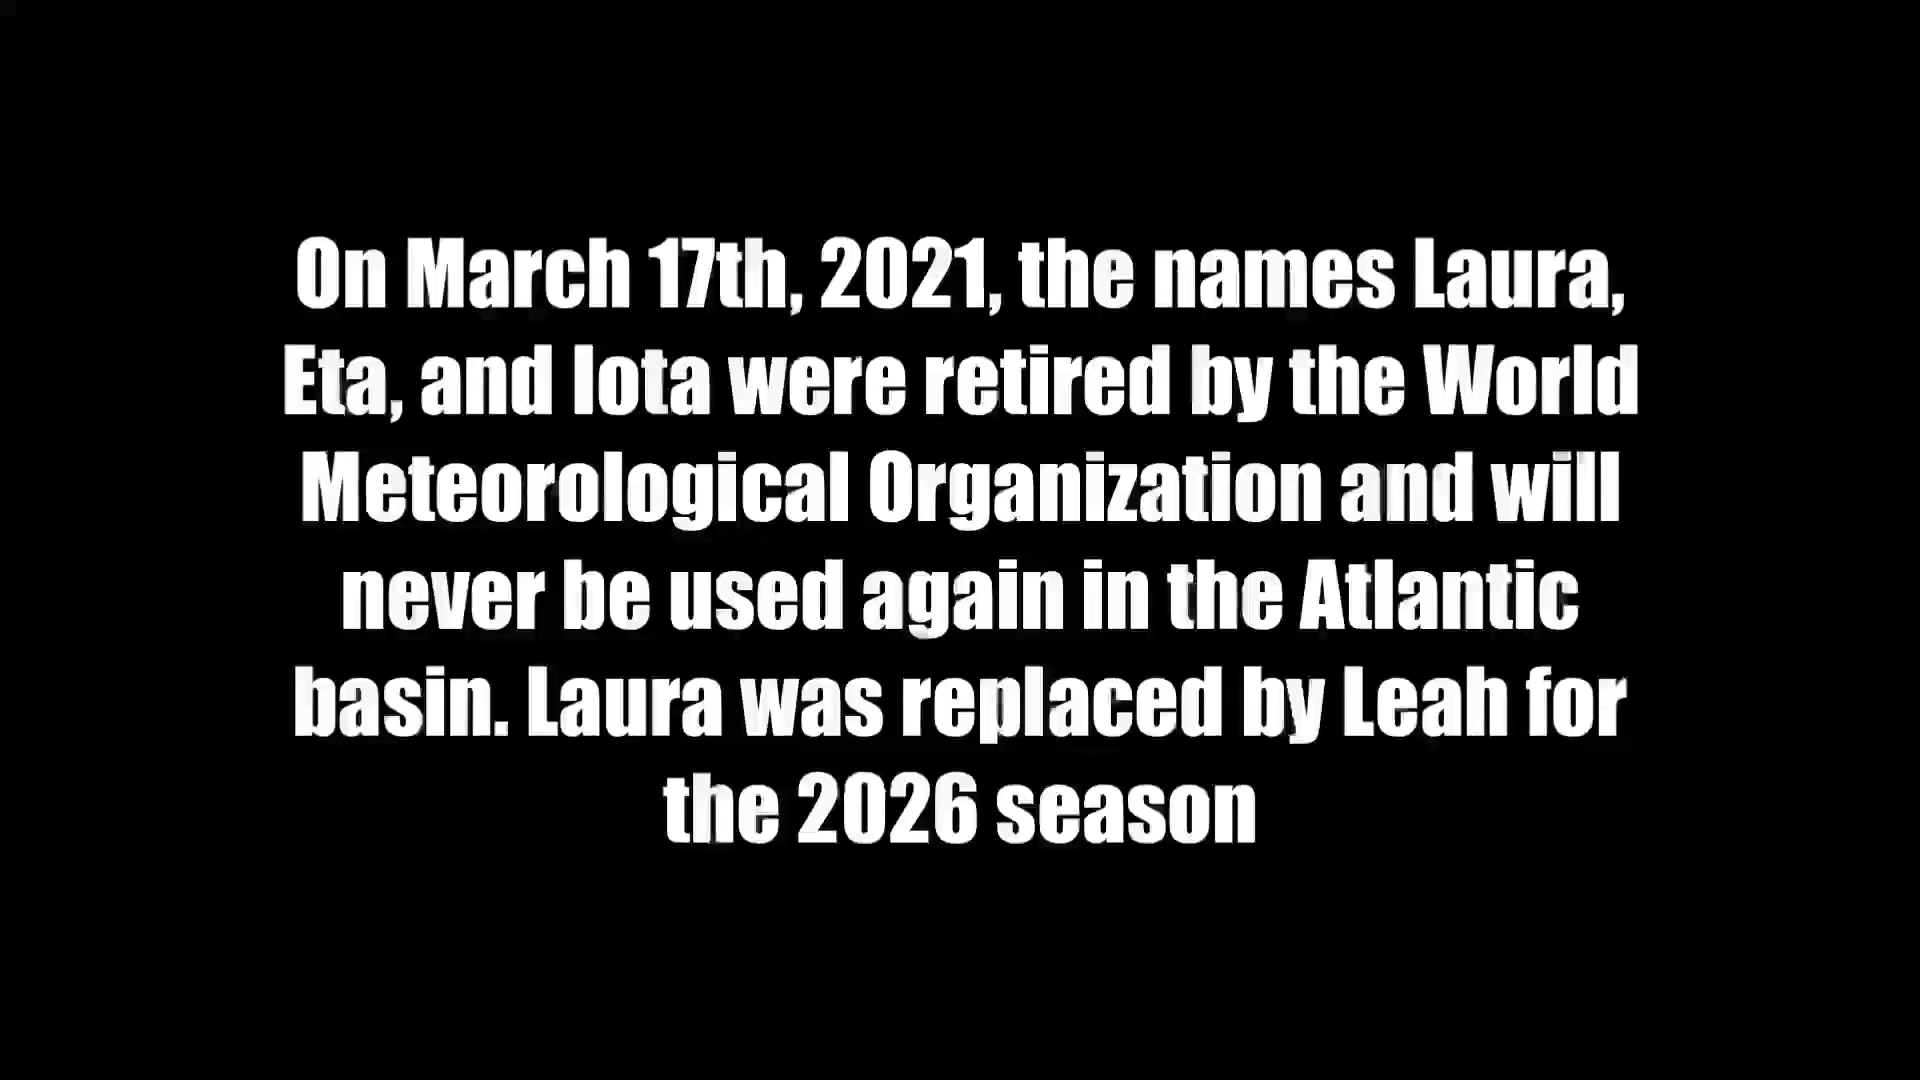 On March 17th, 2021, the names Laura,
Eta, and Iota were retired by the World
Meteorological Organization and will
never be used again in the Atlantic
basin. Laura was replaced by Leah for
the 2026 season